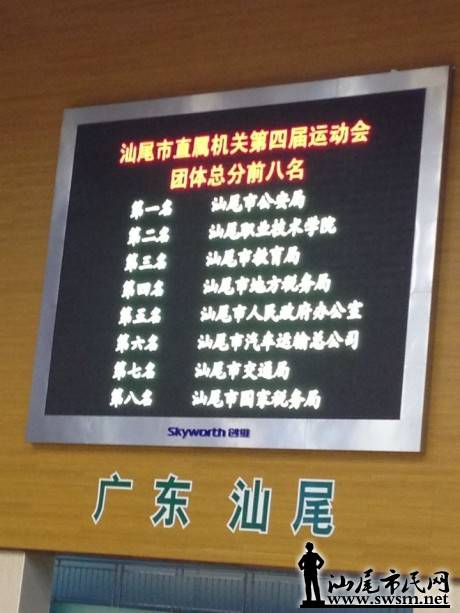 汕尾市直属机关第四届运动会
团体总分前八名
第一名 汕尾市公安局
第二名 汕尾职业技术学院
第三名 汕尾市教育局
第四名 汕尾市地方税务局
第五名 汕尾市人民政府办公室
第六名 汕尾市汽车运输总公司
第七名 汕尾市交通局
第八名 汕尾市国家税务局
Skyworth 创维
广东 汕尾
汕尾市民网
www.swsm.net